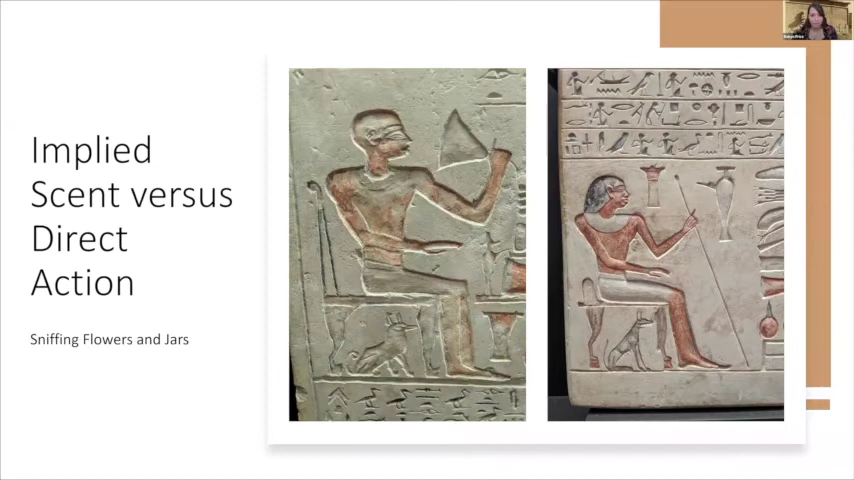 Implied
Scent versus
Direct
Action
Sniffing Flowers and Jars